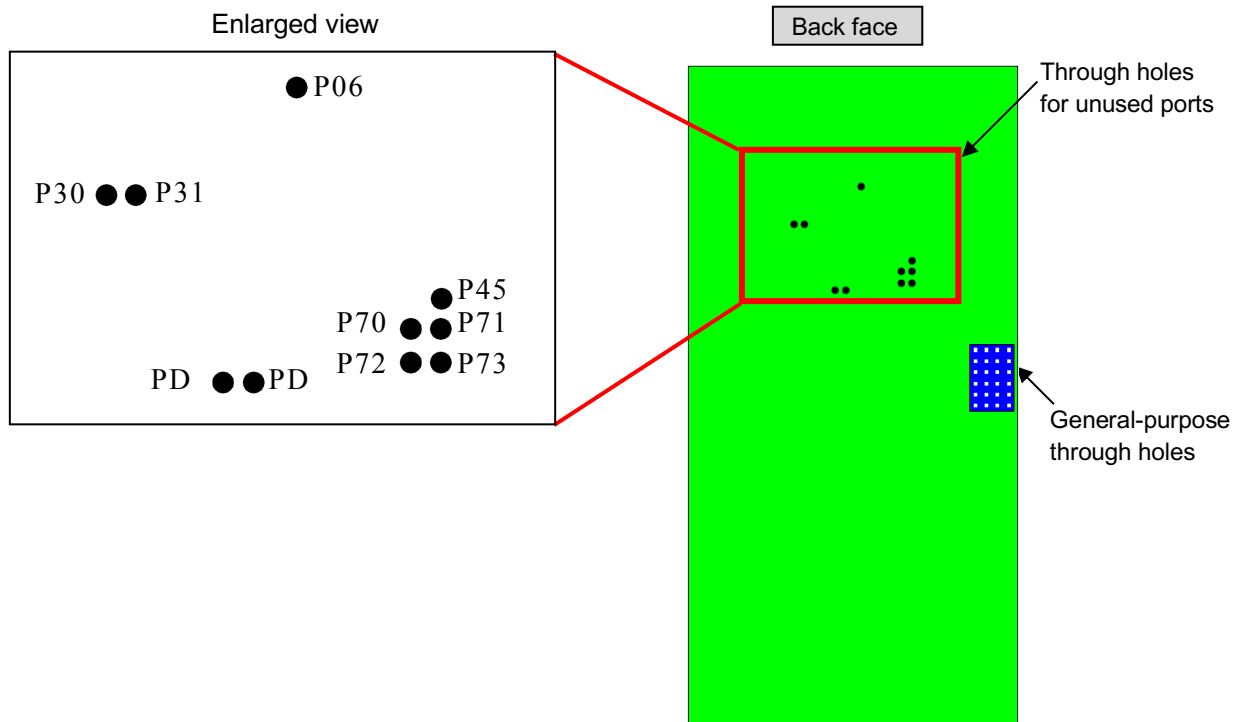 Enlarged view
Back face
Through holes
for unused ports
P06
P30 P31
P45
P70 P71
P72 P73
PD PD
General-purpose
through holes